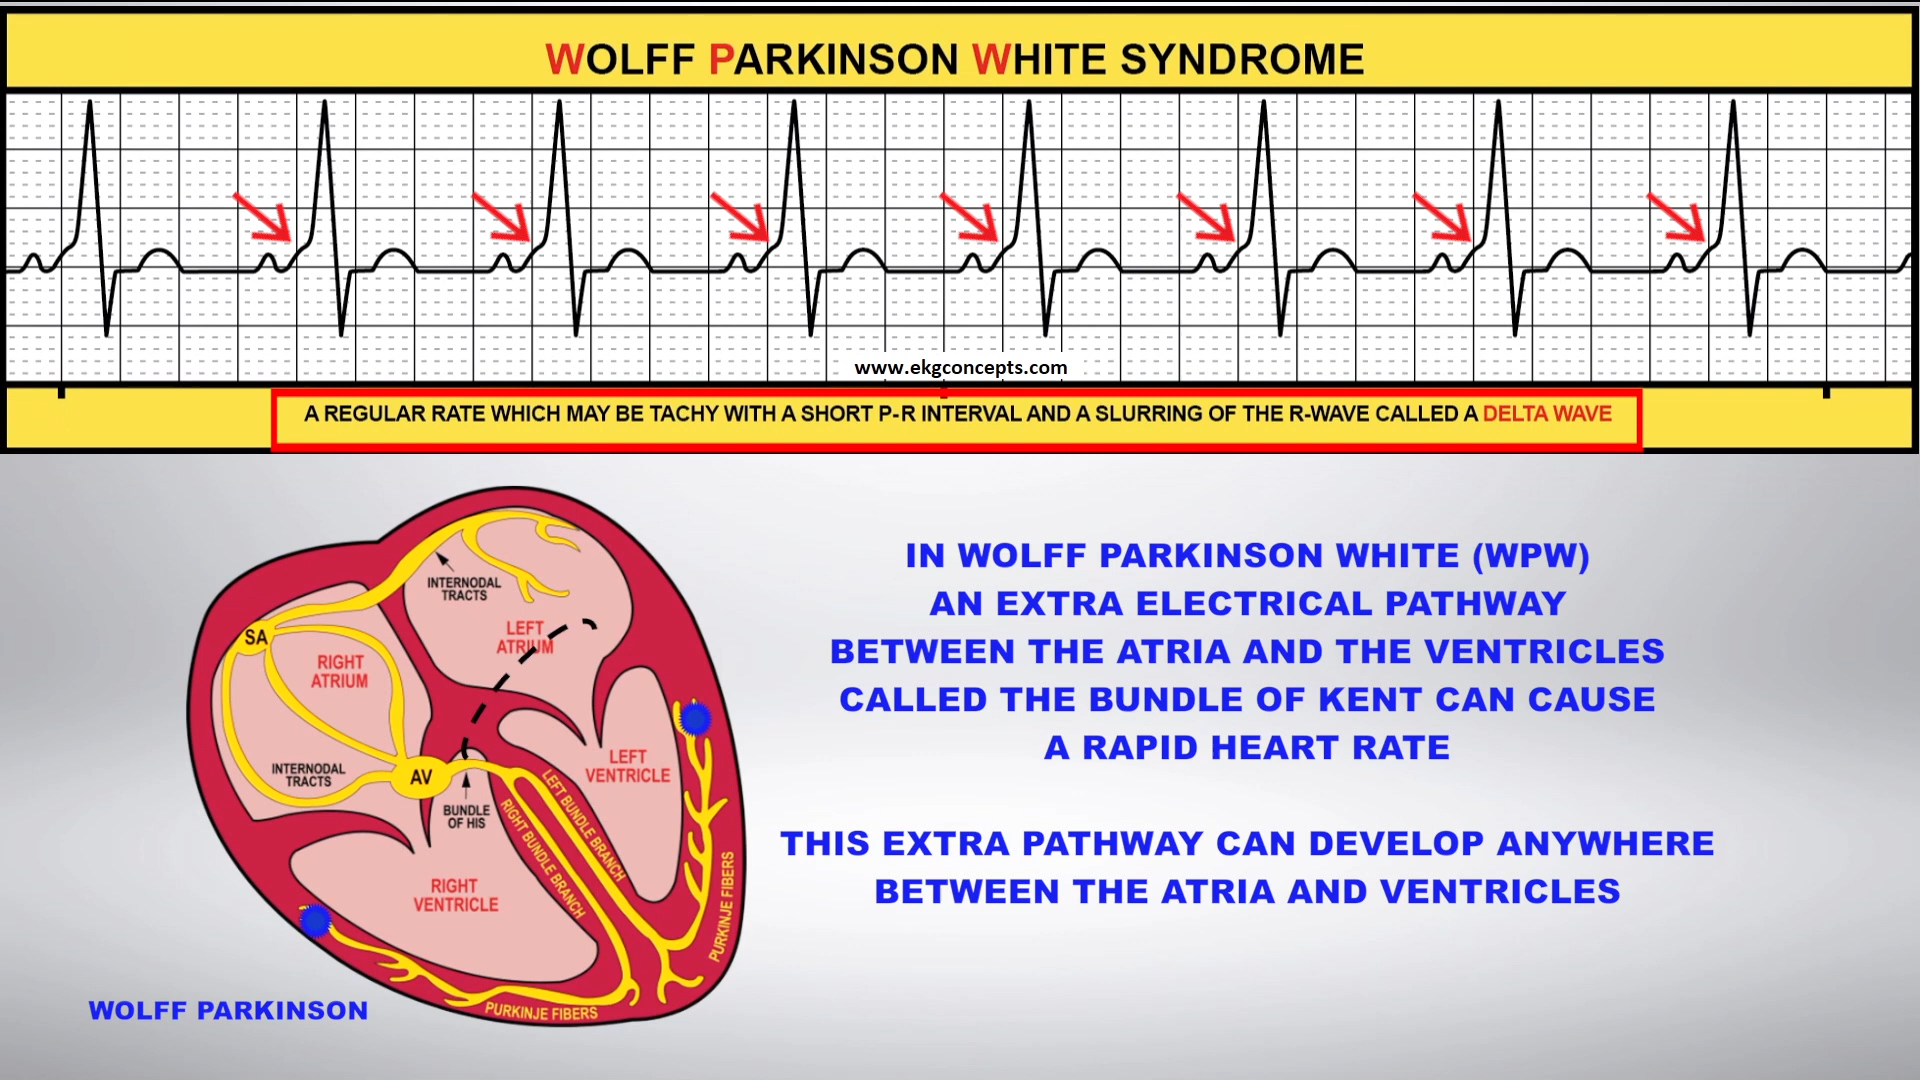 WOLFF PARKINSON WHITE SYNDROME
www.ekgconcepts.com
A REGULAR RATE WHICH MAY BE TACHY WITH A SHORT P-R INTERVAL AND A SLURRING OF THE R-WAVE CALLED A DELTA WAVE
INTERNODAL
TRACTS
LEFT
ATRIUM
SA
RIGHT
ATRIUM
INTERNODAL
TRACTS
AV
BUNDLE
OF HIS
LEFT
VENTRICLE
LEFT BUNDLE BRANCH
RIGHT BUNDLE BRANCH
RIGHT
VENTRICLE
PURKINJE FIBERS
PURKINJE FIBERS
WOLFF PARKINSON
IN WOLFF PARKINSON WHITE (WPW)
AN EXTRA ELECTRICAL PATHWAY
BETWEEN THE ATRIA AND THE VENTRICLES
CALLED THE BUNDLE OF KENT CAN CAUSE
A RAPID HEART RATE
THIS EXTRA PATHWAY CAN DEVELOP ANYWHERE
BETWEEN THE ATRIA AND VENTRICLES